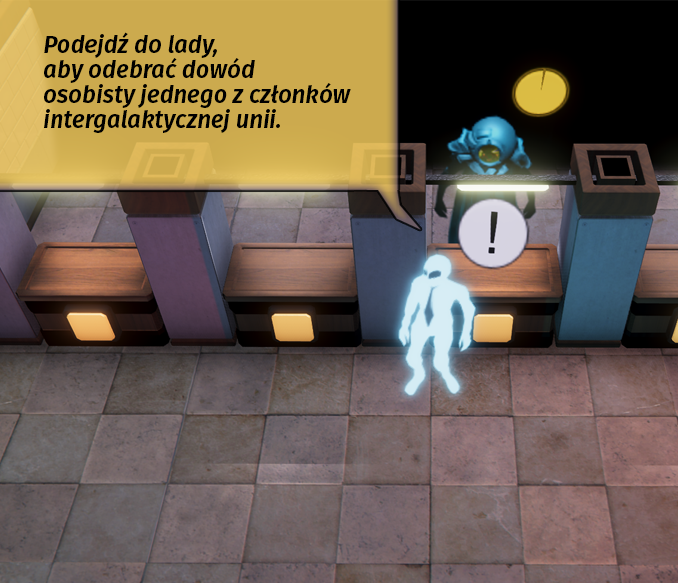 Podejdź do lady,
aby odebrać dowód
osobisty jednego z członków
intergalaktycznej unii.
!